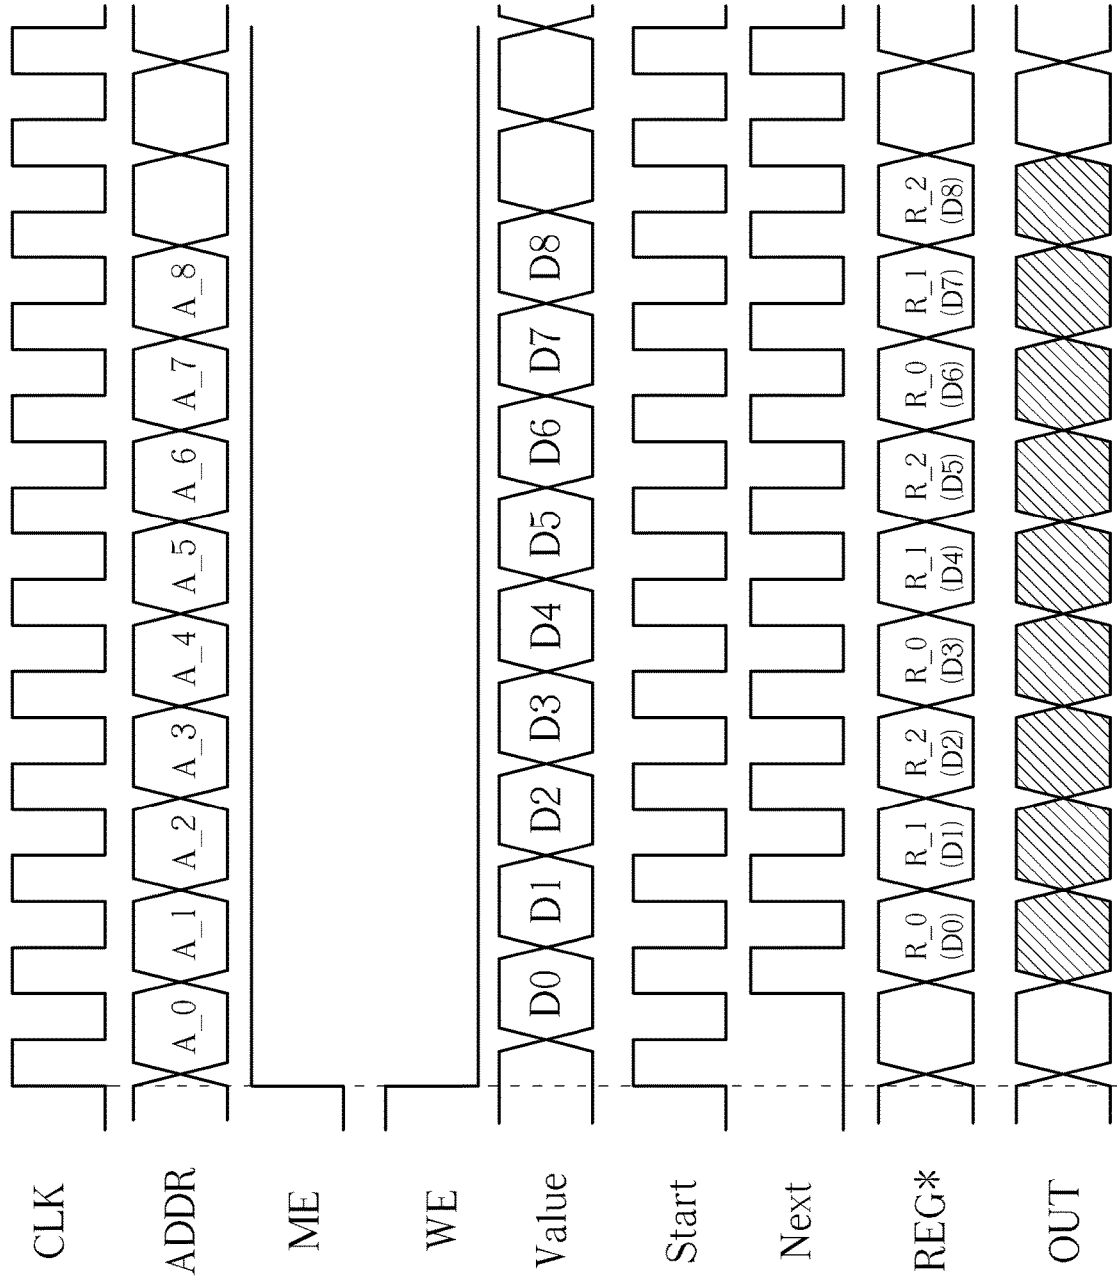 CLK
ADDR A_0 A_1 A_2 A_3 A_4 A_5 A_6 A_7 A_8
ME
WE
Value D0 D1 D2 D3 D4 D5 D6 D7 D8
Start
Next
REG* R_0 R_1 R_2 R_0 R_1 R_2 R_0 R_1 R_2
(D0) (D1) (D2) (D3) (D4) (D5) (D6) (D7) (D8)
OUT